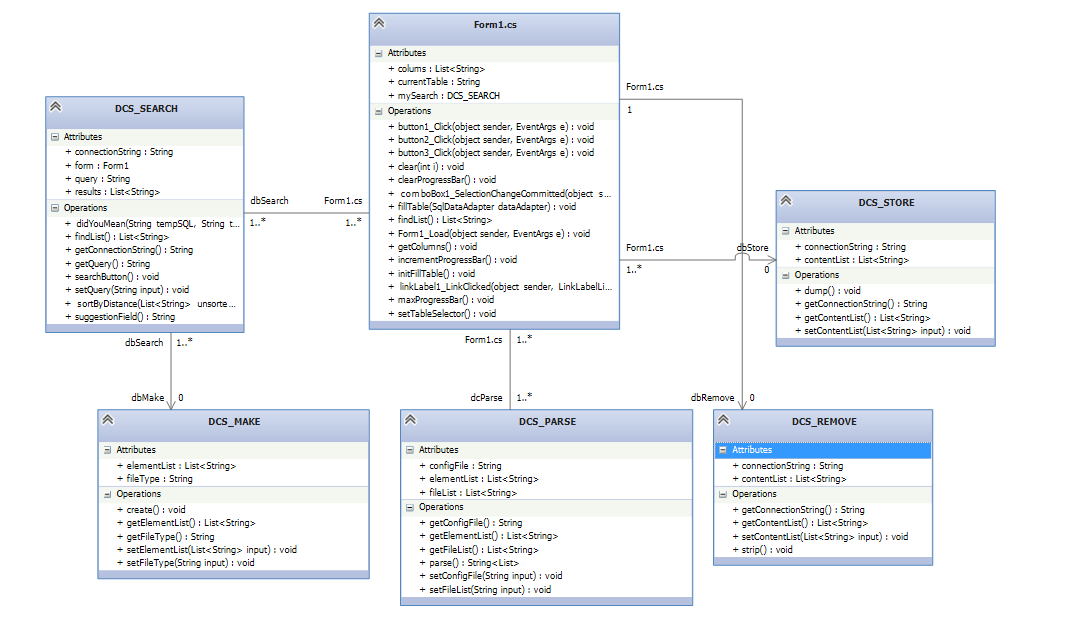 Form1.cs
Attributes
+ colums : List<String>
+ currentTable : String
+ mySearch : DCS_SEARCH
Operations
+ button1_Click(object sender, EventArgs e) : void
+ button2_Click(object sender, EventArgs e) : void
+ button3_Click(object sender, EventArgs e) : void
+ clear(int i) : void
+ clearProgressBar() : void
+ comboBox1_SelectionChangeCommitted(object s...
+ fillTable(SqlDataAdapter dataAdapter) : void
+ findList() : List<String>
+ Form1_Load(object sender, EventArgs e) : void
+ getColumns() : void
+ incrementProgressBar() : void
+ initFillTable() : void
+ linkLabel1_LinkClicked(object sender, LinkLabelLi...
+ maxProgressBar() : void
+ setTableSelector() : void
DCS_SEARCH
Attributes
+ connectionString : String
+ form : Form1
+ query : String
+ results : List<String>
Operations
+ didYouMean(String tempSQL, String t...
+ findList() : List<String>
+ getConnectionString() : String
+ getQuery() : String
+ searchButton() : void
+ setQuery(String input) : void
+ sortByDistance(List<String> unsorte...
+ suggestionField() : String
dbSearch Form1.cs
1..* 1..*
Form1.cs
1
Form1.cs dbStore
1..* 0
DCS_STORE
Attributes
+ connectionString : String
+ contentList : List<String>
Operations
+ dump() : void
+ getConnectionString() : String
+ getContentList() : List<String>
+ setContentList(List<String> input) : void
dbSearch 1..*
dbMake 0
Form1.cs 1..*
dcParse 1..*
dbRemove 0
DCS_MAKE
Attributes
+ elementList : List<String>
+ fileType : String
Operations
+ create() : void
+ getElementList() : List<String>
+ getFileType() : String
+ setElementList(List<String> input) : void
+ setFileType(String input) : void
DCS_PARSE
Attributes
+ configFile : String
+ elementList : List<String>
+ fileList : List<String>
Operations
+ getConfigFile() : String
+ getElementList() : List<String>
+ getFileList() : List<String>
+ parse() : String<List>
+ setConfigFile(String input) : void
+ setFileList(String input) : void
DCS_REMOVE
Attributes
+ connectionString : String
+ contentList : List<String>
Operations
+ getConnectionString() : String
+ getContentList() : List<String>
+ setContentList(List<String> input) : void
+ strip() : void